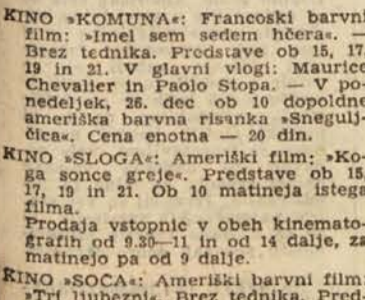 KINO »KOMUNA«: Francoski barvni
film: »Imel sem sedem hčera«. —
Brez tednika. Predstave ob 15, 17,
19 in 21. V glavni vlogi: Maurice
Chevalier in Paolo Stopa. — V po-
nedeljek, 26. dec ob 10 dopoldne
ameriška barvna risanka »Snegulj-
čica«. Cena enotna — 20 din.
KINO »SLOGA«: Ameriški film: »Ko-
ga sonce greje«. Predstave ob 15,
17, 19 in 21. Ob 10 matineja istega
filma.
Prodaja vstopnic v obeh kinemato-
grafih od 9.30—11 in od 14 dalje, za
matinejo pa od 9 dalje.
KINO »SOČA«: Ameriški barvni film:
»Tri ljubezni«. Brez tednika. Pred-